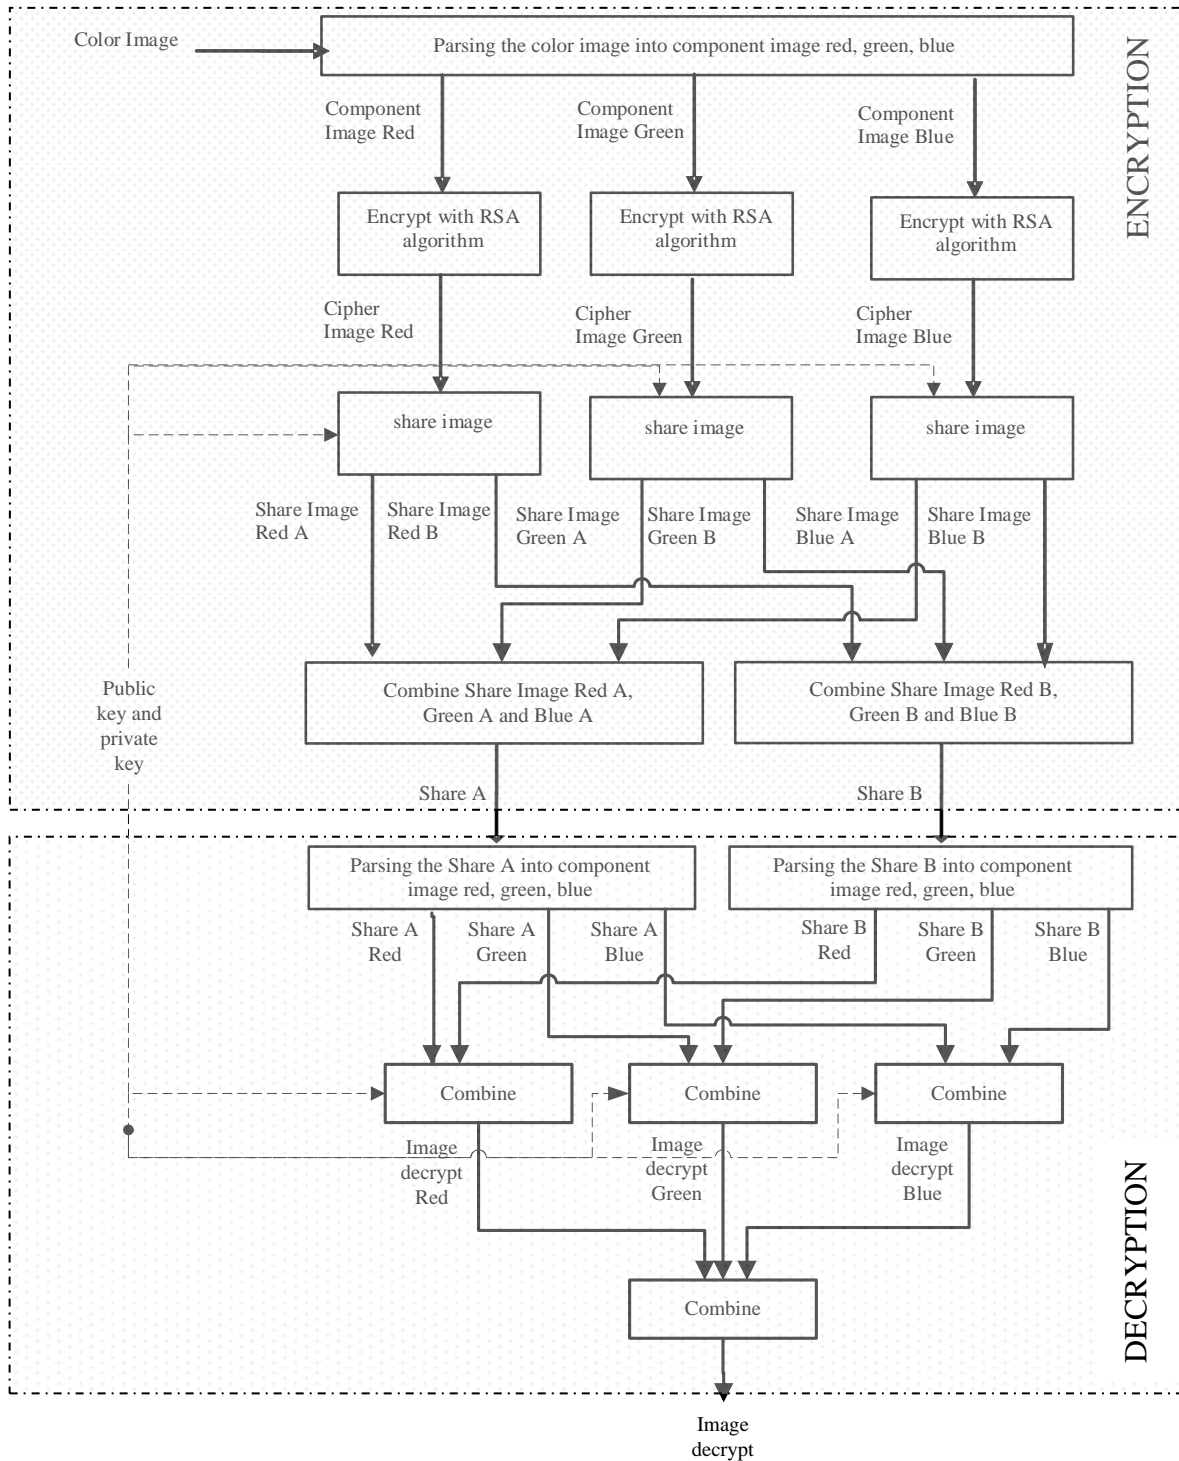 Color Image
Parsing the color image into component image red, green, blue
ENCRYPTION
Component
Image Red
Component
Image Green
Component
Image Blue
Encrypt with RSA
algorithm
Encrypt with RSA
algorithm
Encrypt with RSA
algorithm
Cipher
Image Red
Cipher
Image Green
Cipher
Image Blue
share image
share image
share image
Share Image
Red A
Share Image
Red B
Share Image
Green A
Share Image
Green B
Share Image
Blue A
Share Image
Blue B
Combine Share Image Red A,
Green A and Blue A
Combine Share Image Red B,
Green B and Blue B
Public
key and
private
key
Share A
Share B
Parsing the Share A into component
image red, green, blue
Parsing the Share B into component
image red, green, blue
Share A
Red
Share A
Green
Share A
Blue
Share B
Red
Share B
Green
Share B
Blue
Combine
Combine
Combine
Image
decrypt
Red
Image
decrypt
Green
Image
decrypt
Blue
DECRYPTION
Combine
Image
decrypt